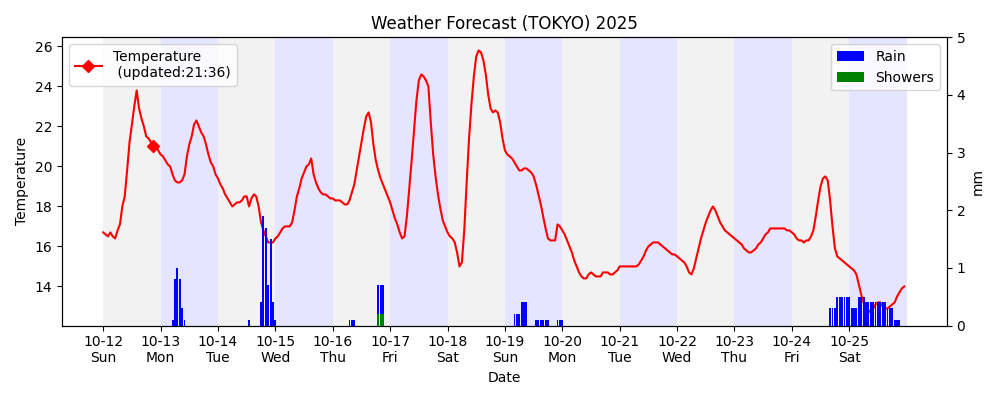 Weather Forecast (TOKYO) 2025
Temperature
(updated:21:36)
Rain
Showers
26
24
22
20
18
16
14
Temperature
5
4
3
2
1
0
mm
10-12 10-13 10-14 10-15 10-16 10-17 10-18 10-19 10-20 10-21 10-22 10-23 10-24 10-25
Sun Mon Tue Wed Thu Fri Sat Sun Mon Tue Wed Thu Fri Sat
Date